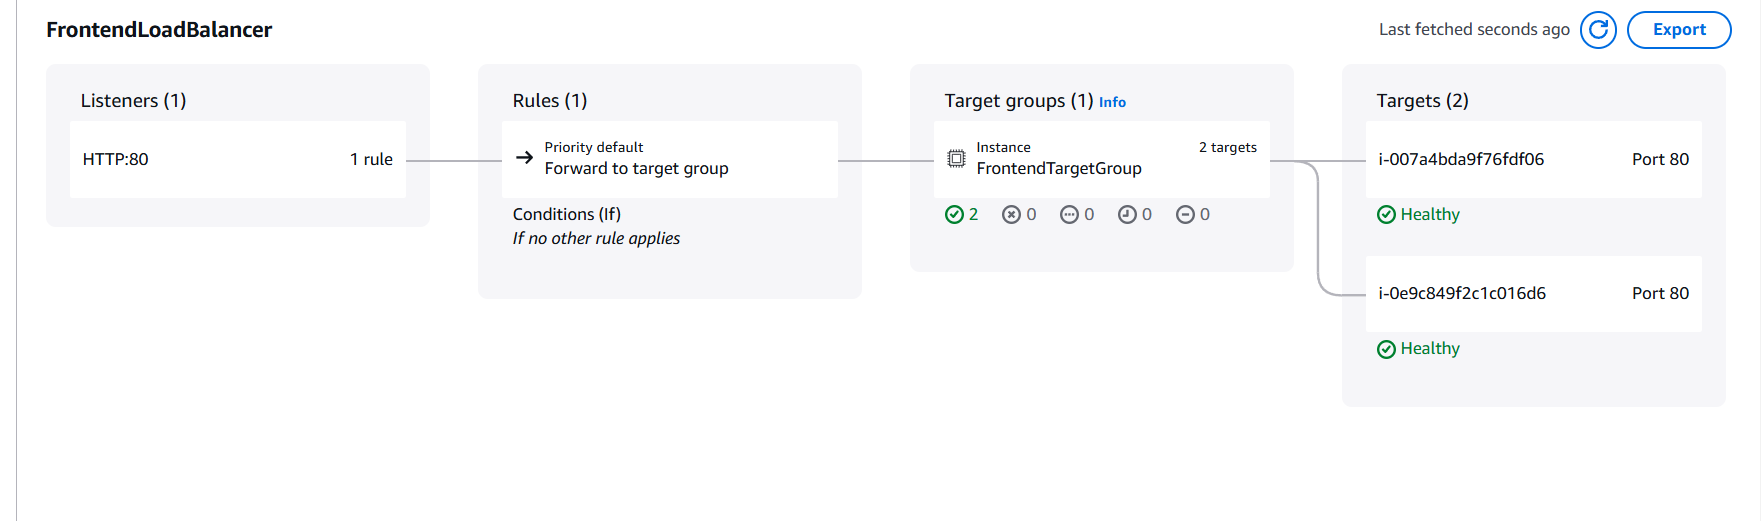 FrontendLoadBalancer
Last fetched seconds ago
Export
Listeners (1)
HTTP:80
1 rule
Rules (1)
Priority default
Forward to target group
Conditions (If)
If no other rule applies
Target groups (1) Info
Instance
2 targets
FrontendTargetGroup
2 0 0 0 0
Targets (2)
i-007a4bda9f76fdf06
Port 80
Healthy
i-0e9c849f2c1c016d6
Port 80
Healthy